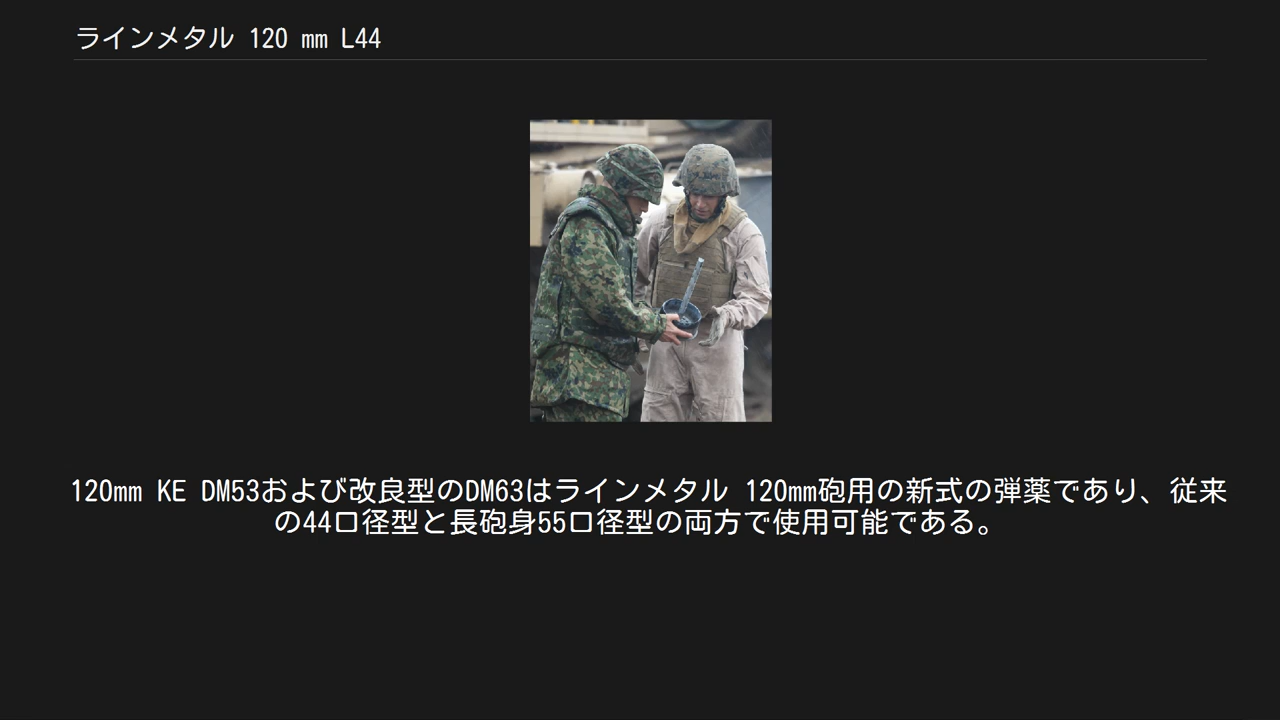 ラインメタル 120 mm L44
120mm KE DM53および改良型のDM63はラインメタル 120mm砲用の新式の弾薬であり、従来
の44口径型と長砲身55口径型の両方で使用可能である。